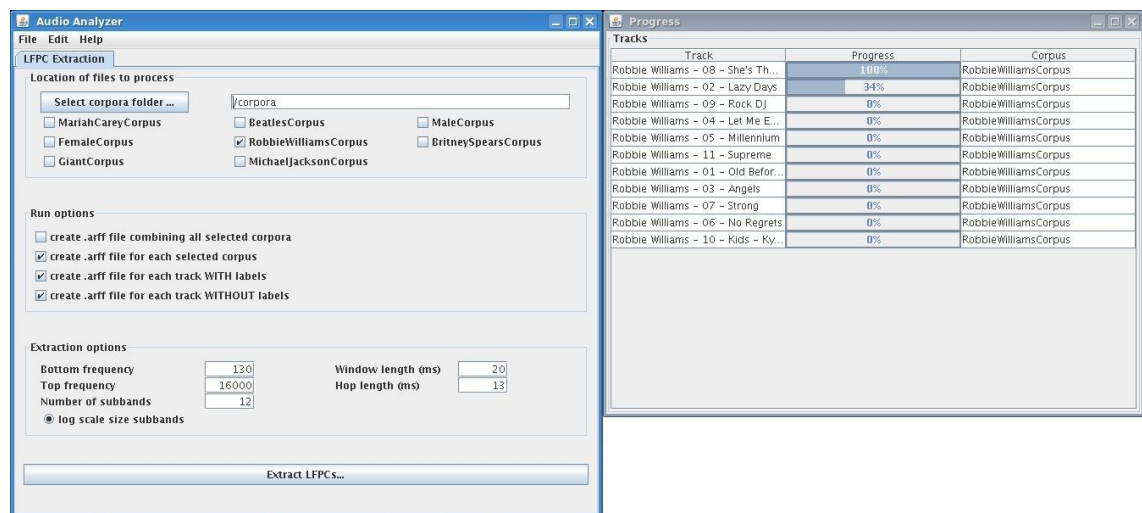 Audio Analyzer
File Edit Help
LFPC Extraction
Location of files to process
Select corpora folder ... /corpora
MariahCareyCorpus BeatlesCorpus MaleCorpus
FemaleCorpus RobbieWilliamsCorpus BritneySpearsCorpus
GiantCorpus MichaelJacksonCorpus
Run options
create .arff file combining all selected corpora
create .arff file for each selected corpus
create .arff file for each track WITH labels
create .arff file for each track WITHOUT labels
Extraction options
Bottom frequency 130 Window length (ms) 20
Top frequency 16000 Hop length (ms) 13
Number of subbands 12
log scale size subbands
Extract LFPCs...
Progress
Tracks
Track Progress Corpus
Robbie Williams - 08 - She's Th... 100% RobbieWilliamsCorpus
Robbie Williams - 02 - Lazy Days 34% RobbieWilliamsCorpus
Robbie Williams - 09 - Rock DJ 0% RobbieWilliamsCorpus
Robbie Williams - 04 - Let Me E... 0% RobbieWilliamsCorpus
Robbie Williams - 05 - Millennium 0% RobbieWilliamsCorpus
Robbie Williams - 11 - Supreme 0% RobbieWilliamsCorpus
Robbie Williams - 01 - Old Befor... 0% RobbieWilliamsCorpus
Robbie Williams - 03 - Angels 0% RobbieWilliamsCorpus
Robbie Williams - 07 - Strong 0% RobbieWilliamsCorpus
Robbie Williams - 06 - No Regrets 0% RobbieWilliamsCorpus
Robbie Williams - 10 - Kids - Ky... 0% RobbieWilliamsCorpus